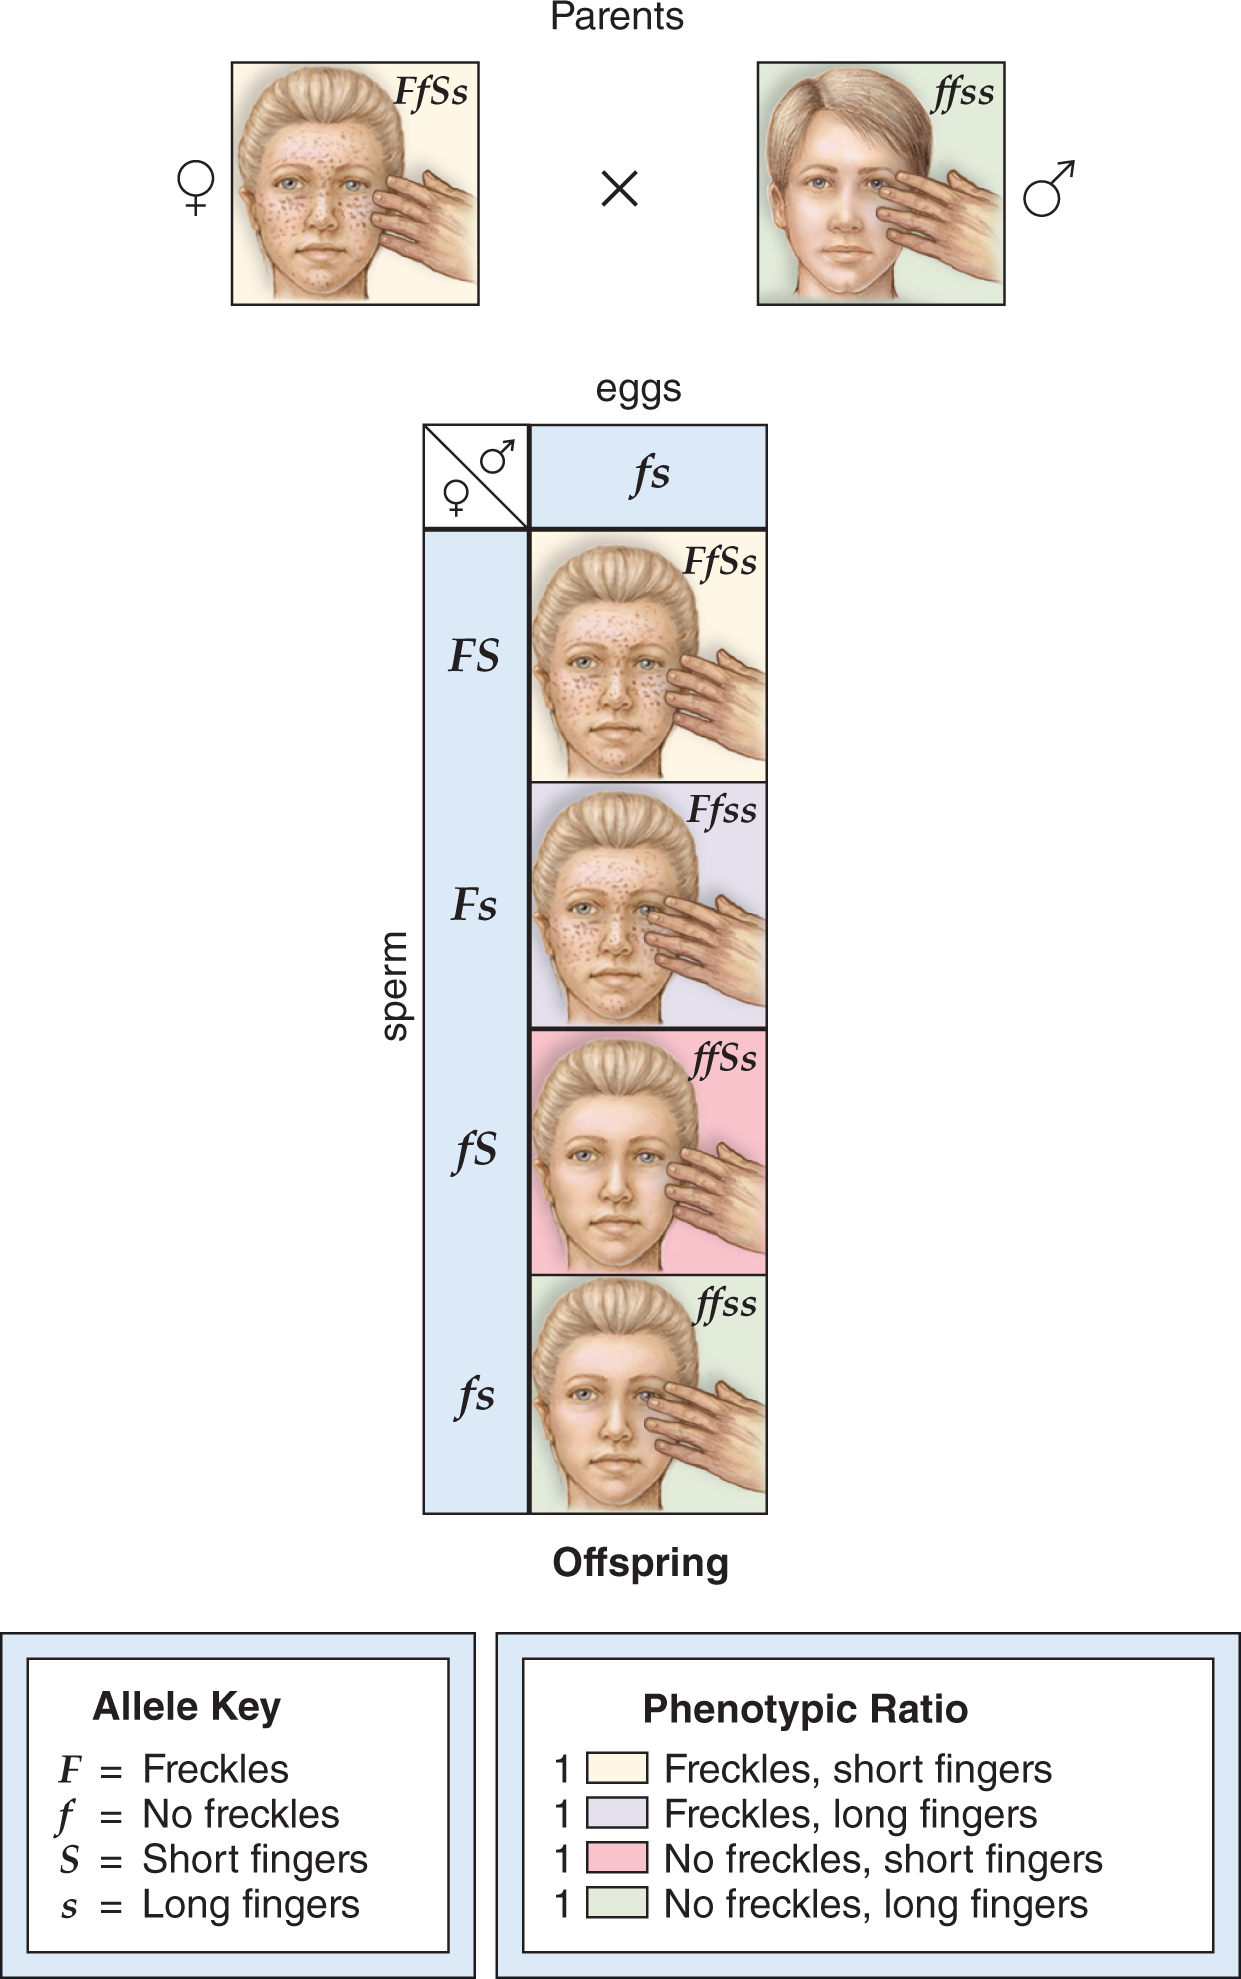 Parents
FfSs
ffss
♀
×
♂
eggs
♂
♀
fs
FfSs
FS
Ffss
Fs
sperm
ffSs
fS
ffss
fs
Offspring
Allele Key
F = Freckles
f = No freckles
S = Short fingers
s = Long fingers
Phenotypic Ratio
1 Freckles, short fingers
1 Freckles, long fingers
1 No freckles, short fingers
1 No freckles, long fingers